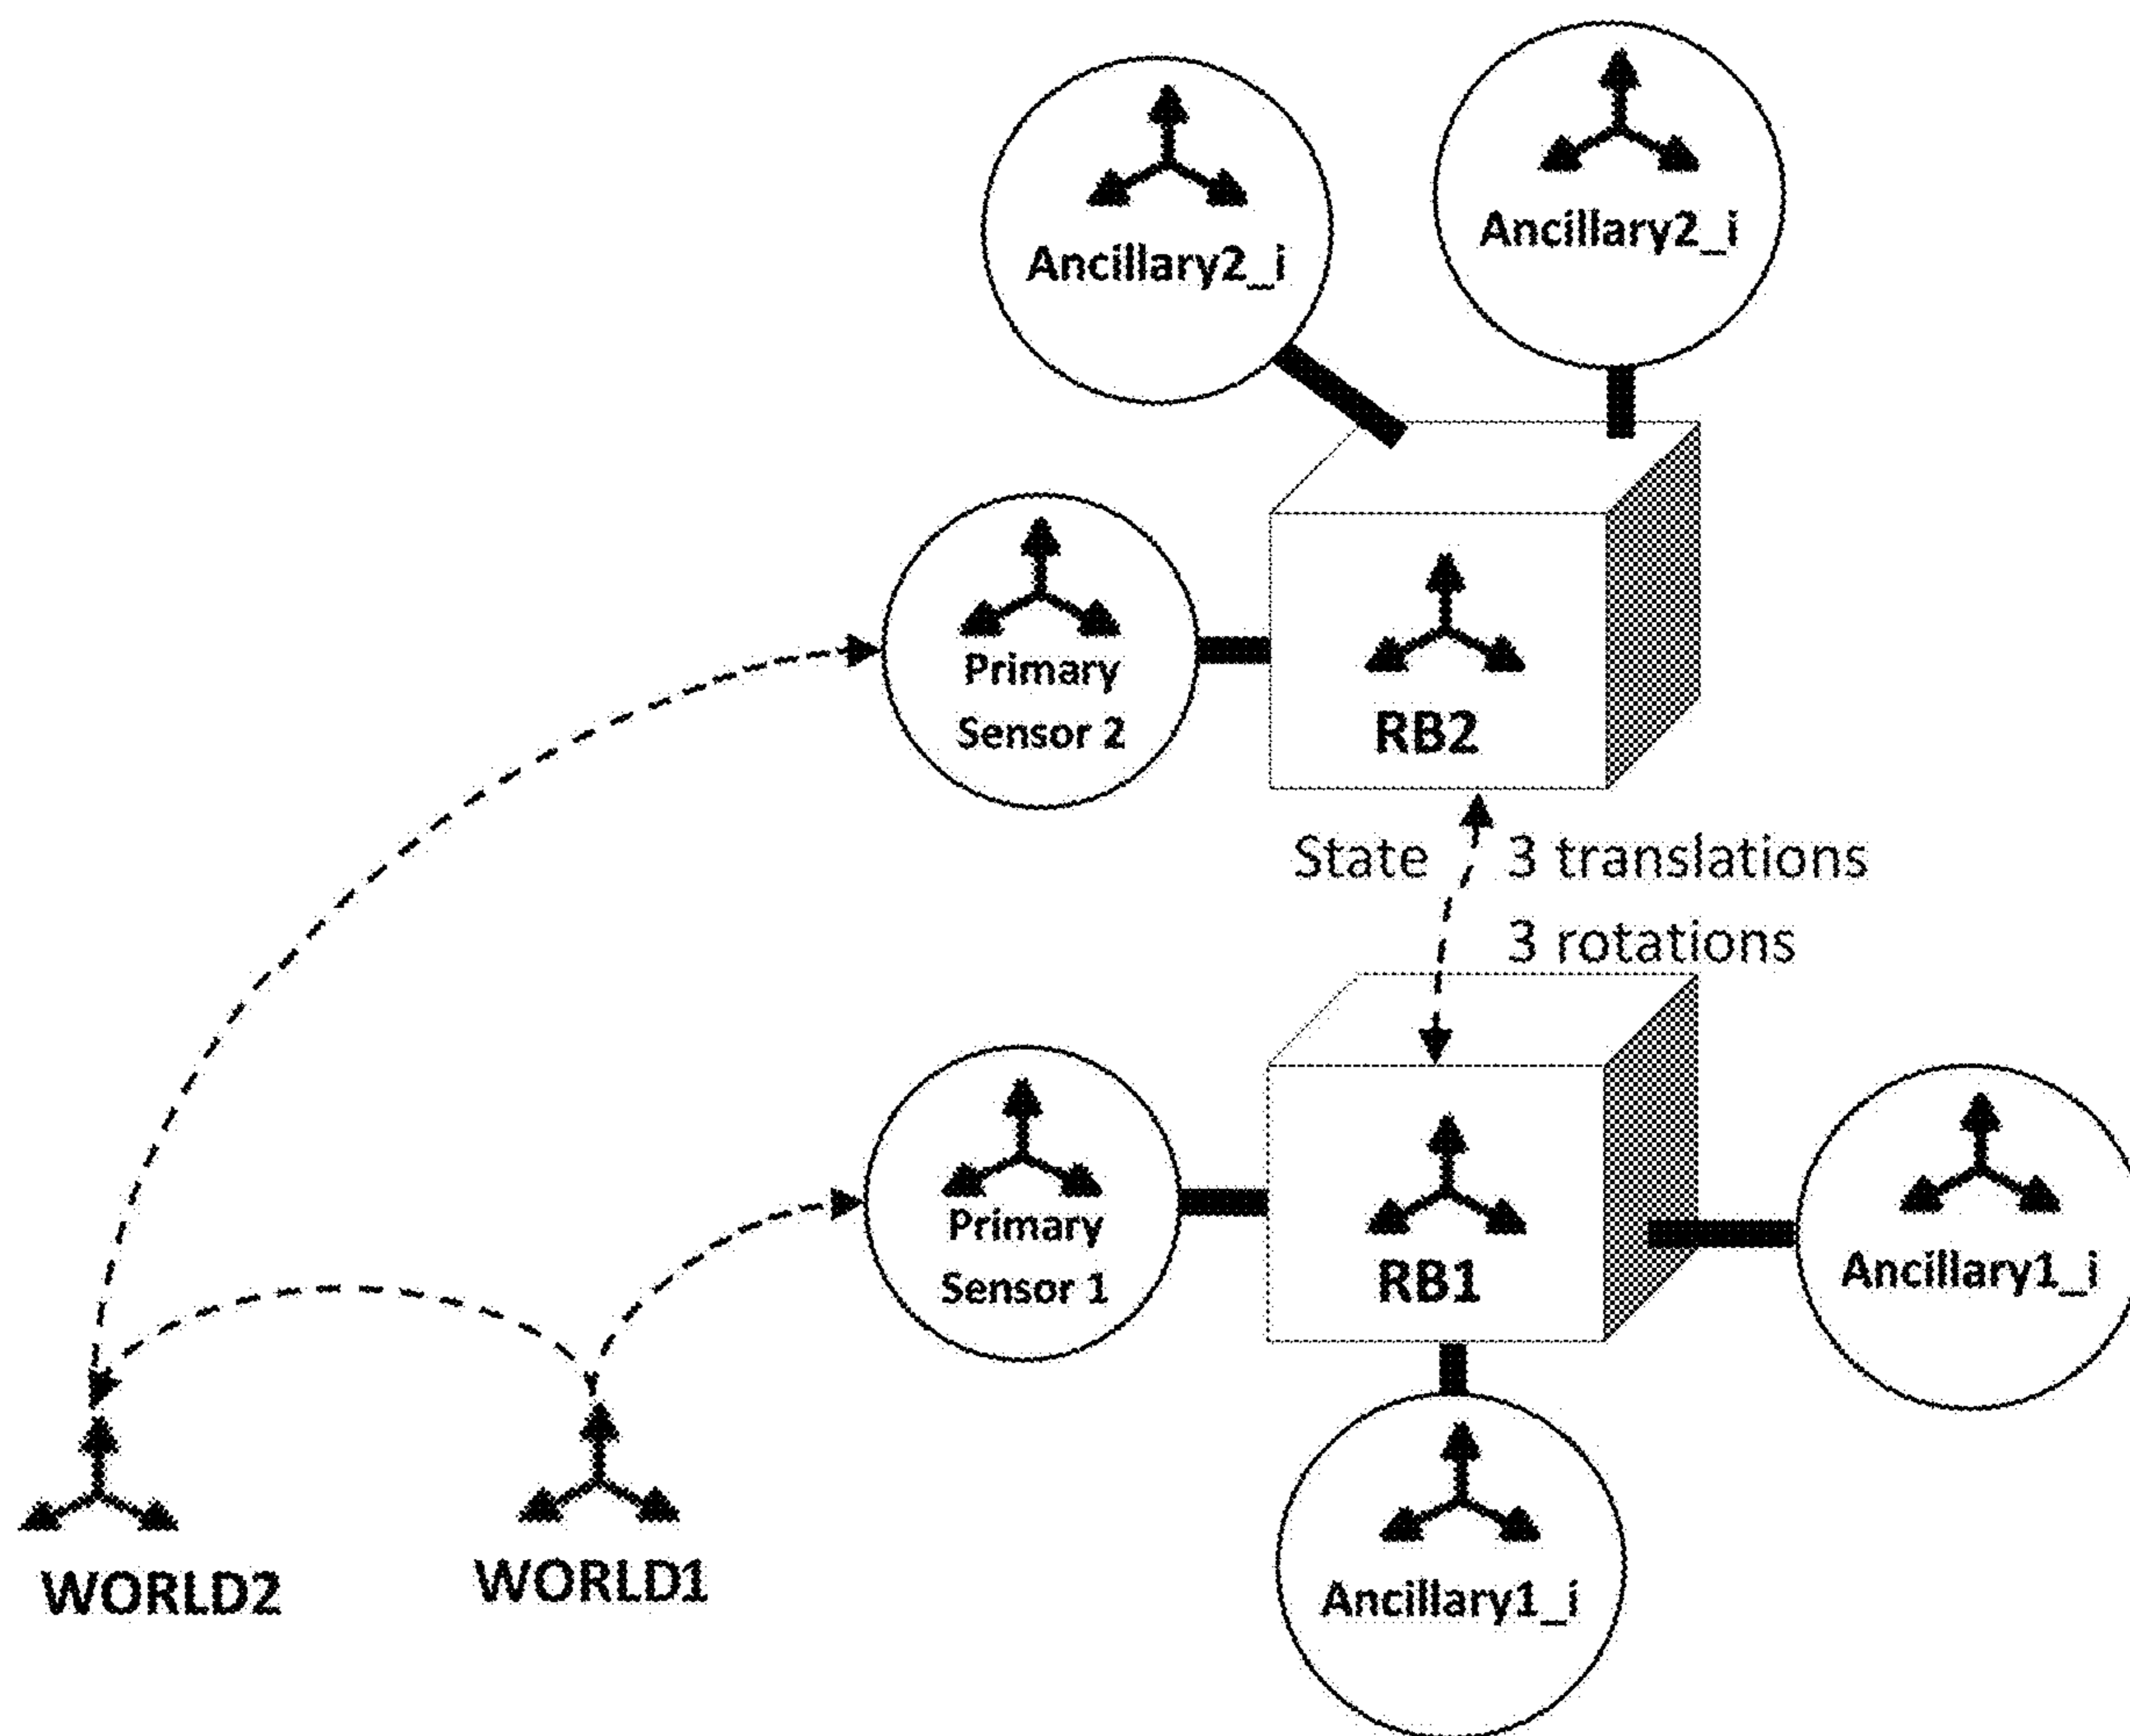 Ancillary2_i
Ancillary2_i
Primary
Sensor 2
RB2
State
3 translations
3 rotations
Primary
Sensor 1
RB1
Ancillary1_i
WORLD2
WORLD1
Ancillary1_i